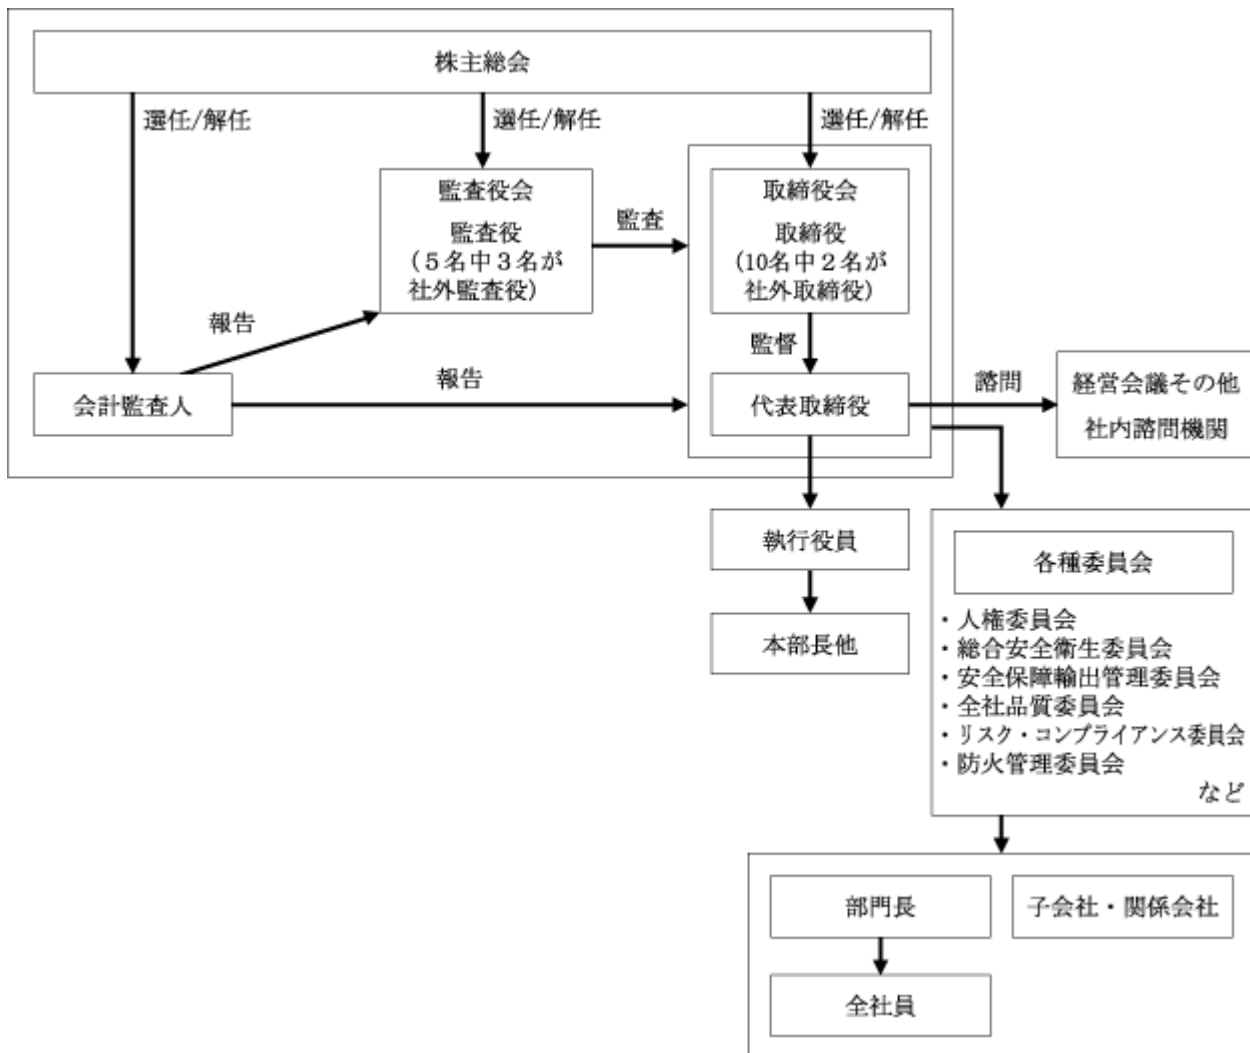 株主総会
選任/解任
選任/解任
選任/解任
監査役会
監査役
（５名中３名が
社外監査役）
監査
取締役会
取締役
（10名中２名が
社外取締役）
報告
監督
会計監査人
報告
代表取締役
諮問
経営会議その他
社内諮問機関
執行役員
本部長他
各種委員会
・人権委員会
・総合安全衛生委員会
・安全保障輸出管理委員会
・全社品質委員会
・リスク・コンプライアンス委員会
・防火管理委員会
など
部門長
子会社・関係会社
全社員